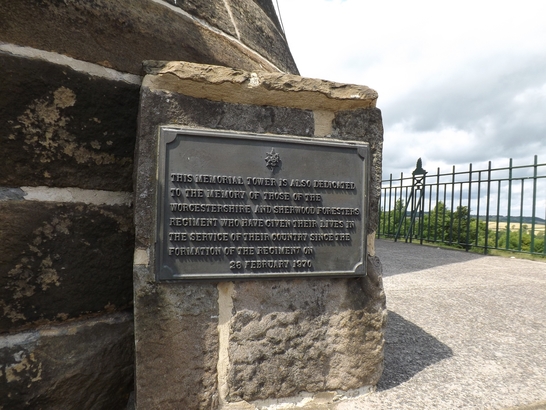 THIS MEMORIAL TOWER IS ALSO DEDICATED
TO THE MEMORY OF THOSE OF THE
WORCESTERSHIRE AND SHERWOOD FORESTERS
REGIMENT WHO HAVE GIVEN THEIR LIVES IN
THE SERVICE OF THEIR COUNTRY SINCE THE
FORMATION OF THE REGIMENT ON
28 FEBRUARY 1970